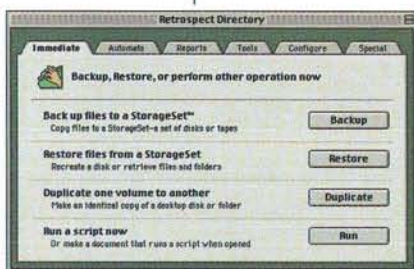 Retrospect Directory
Immediate Automate Reports Tools Configure Special
Backup, Restore, or perform other operation now
Back up files to a StorageSet™
Copy files to a StorageSet–a set of disks or tapes
Backup
Restore files from a StorageSet
Recreate a disk or retrieve files and folders
Restore
Duplicate one volume to another
Make an identical copy of a desktop disk or folder
Duplicate
Run a script now
Or make a document that runs a script when opened
Run